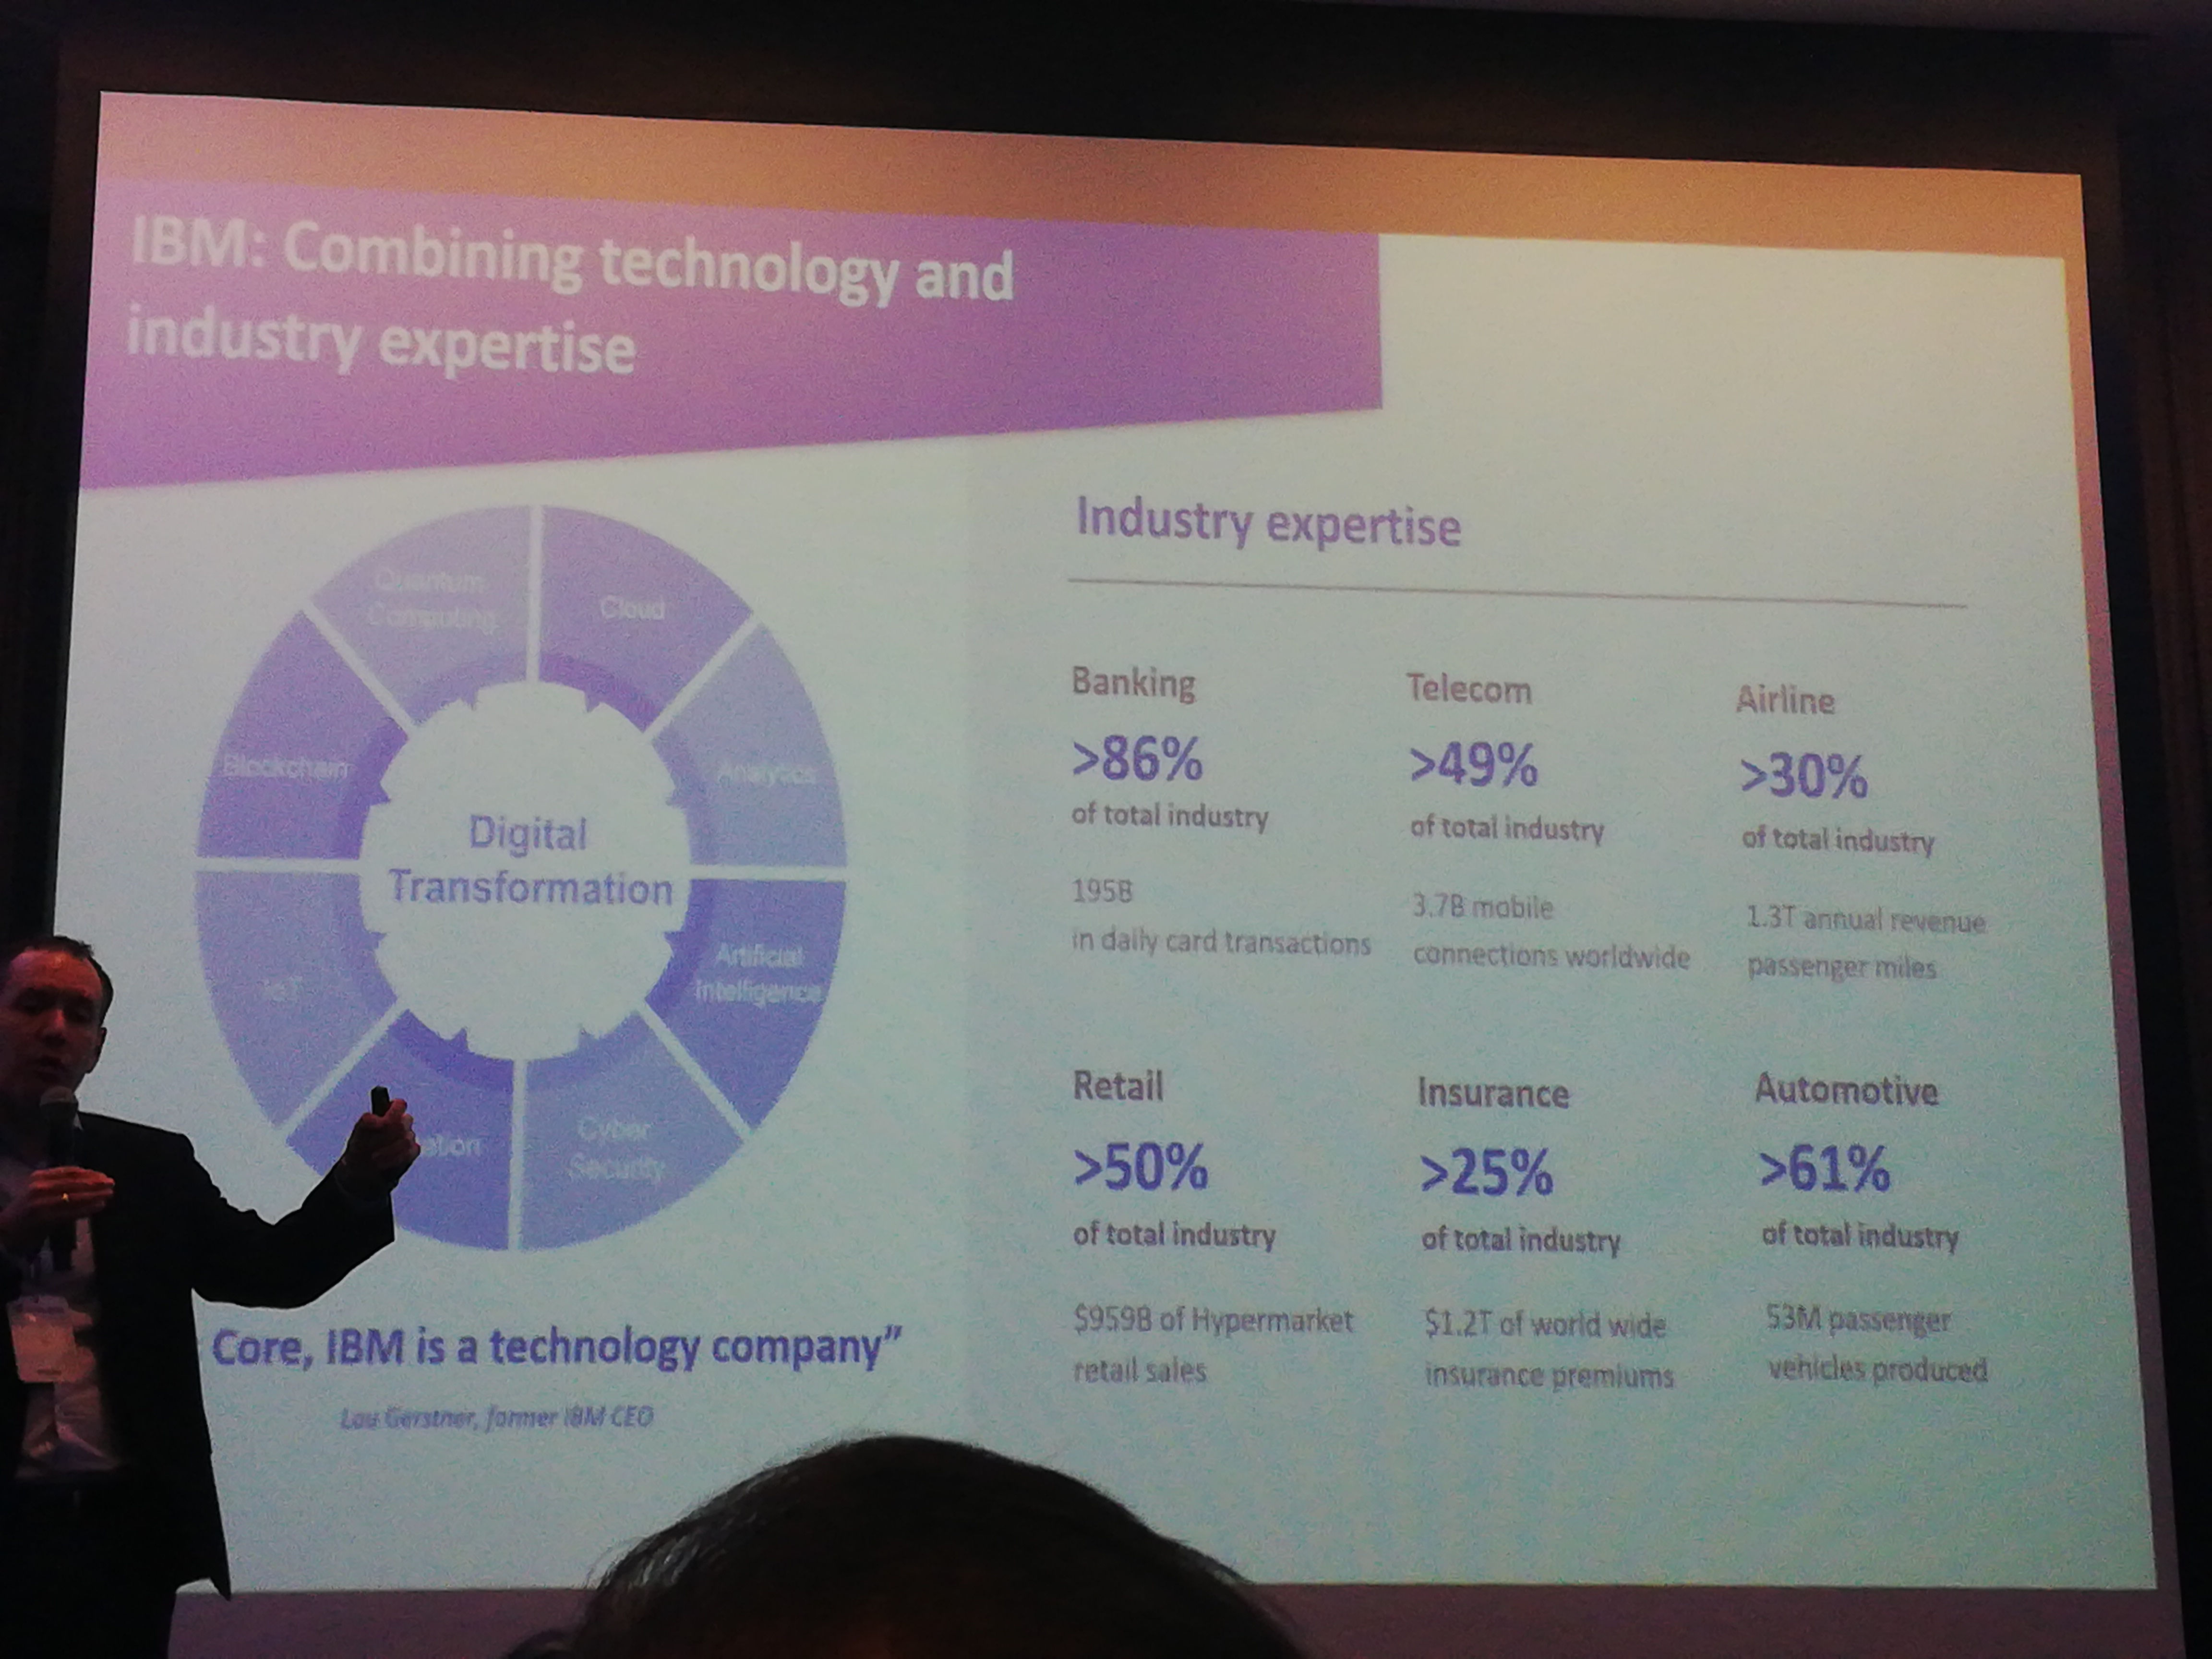 IBM: Combining technology and
industry expertise
Quantum
Computing
Cloud
Blockchain
Analytics
Digital
Transformation
IoT
Artificial
Intelligence
Cyber
Security
Core, IBM is a technology company”
Lou Gerstner, former IBM CEO
Industry expertise
Banking
>86%
of total industry
195B
in daily card transactions
Telecom
>49%
of total industry
3.7B mobile
connections worldwide
Airline
>30%
of total industry
1.3T annual revenue
passenger miles
Retail
>50%
of total industry
$959B of Hypermarket
retail sales
Insurance
>25%
of total industry
$1.2T of world wide
insurance premiums
Automotive
>61%
of total industry
53M passenger
vehicles produced